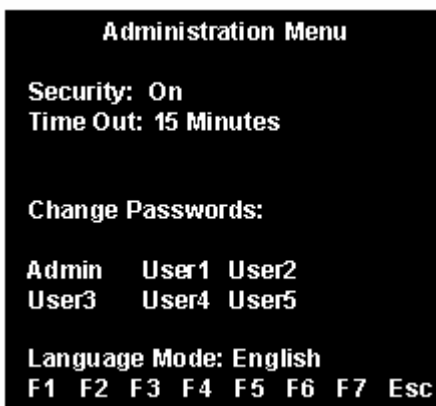 Administration Menu
Security: On
Time Out: 15 Minutes
Change Passwords:
Admin User1 User2
User3 User4 User5
Language Mode: English
F1 F2 F3 F4 F5 F6 F7 Esc